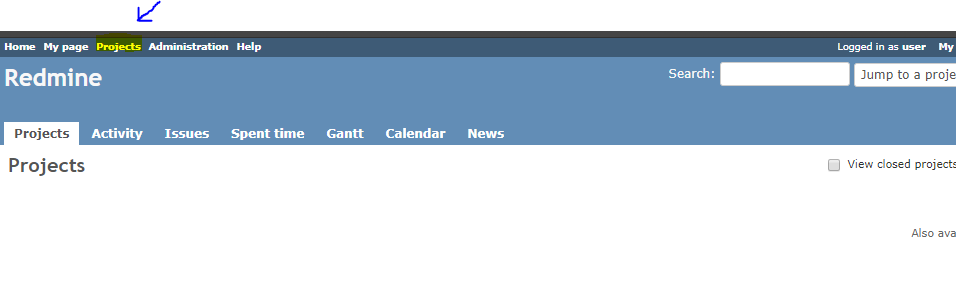 Home My page Projects Administration Help Logged in as user My
Redmine Search: Jump to a proje
Projects Activity Issues Spent time Gantt Calendar News
Projects View closed projects
Also ava